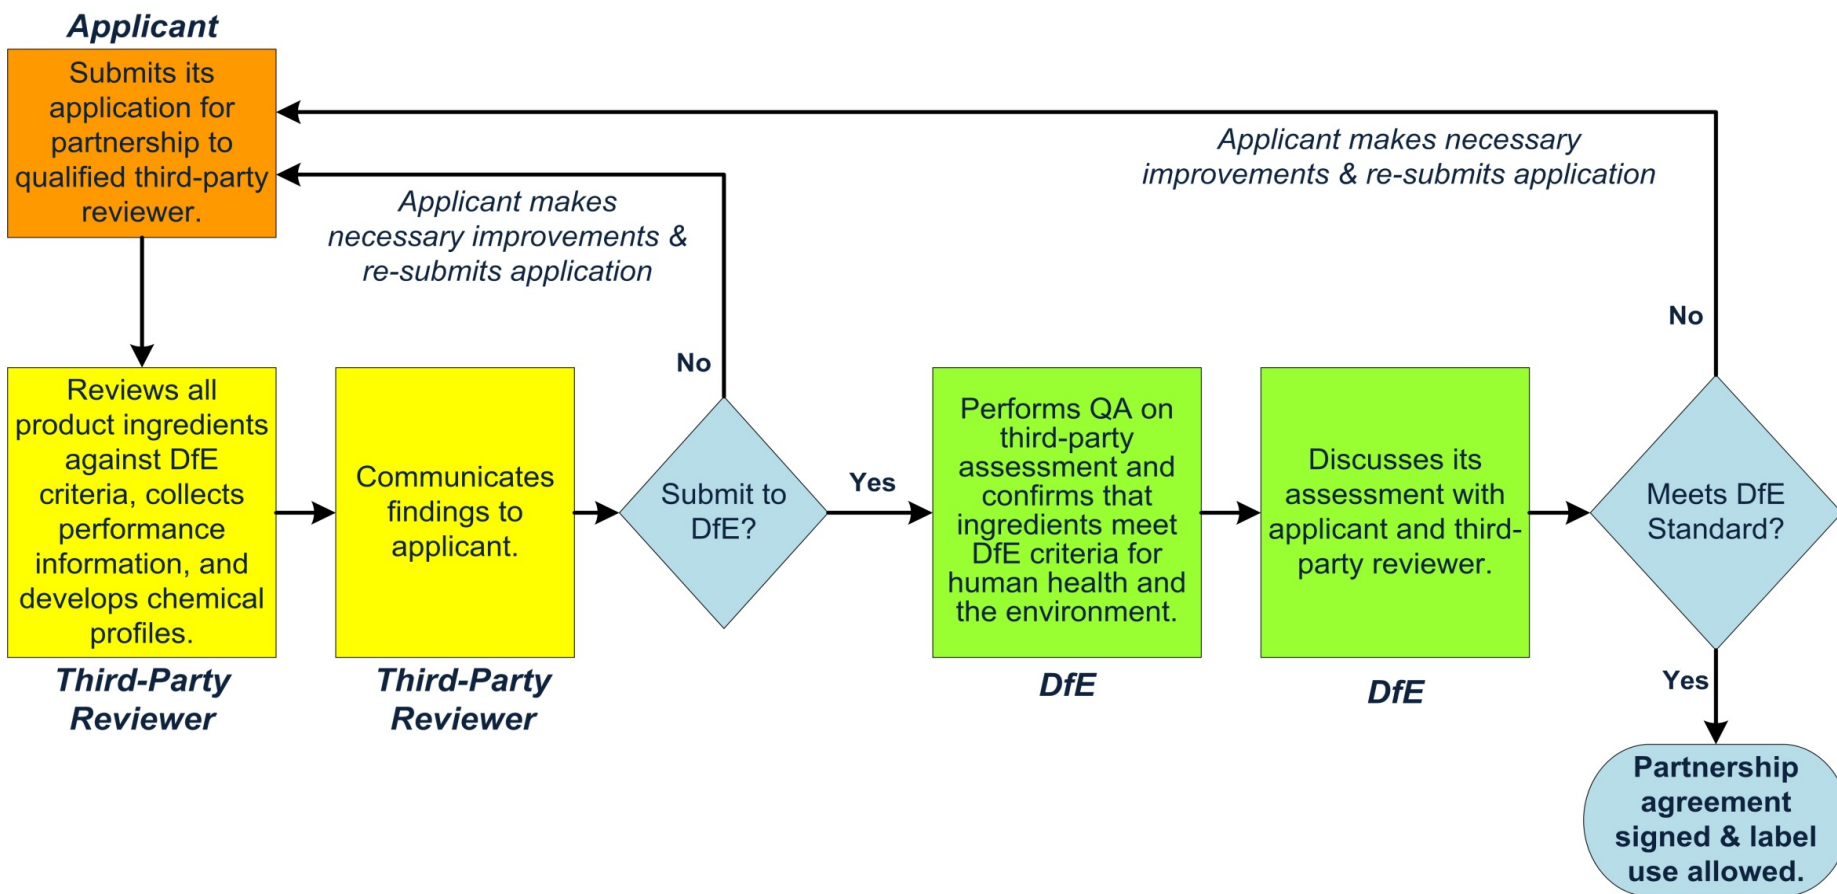 Applicant
Submits its
application for
partnership to
qualified third-party
reviewer.
Applicant makes
necessary improvements &
re-submits application
Applicant makes necessary
improvements & re-submits application
No
No
Reviews all
product ingredients
against DfE
criteria, collects
performance
information, and
develops chemical
profiles.
Third-Party
Reviewer
Communicates
findings to
applicant.
Third-Party
Reviewer
Submit to
DfE?
Yes
Performs QA on
third-party
assessment and
confirms that
ingredients meet
DfE criteria for
human health and
the environment.
DfE
Discusses its
assessment with
applicant and third-
party reviewer.
DfE
Meets DfE
Standard?
Yes
Partnership
agreement
signed & label
use allowed.